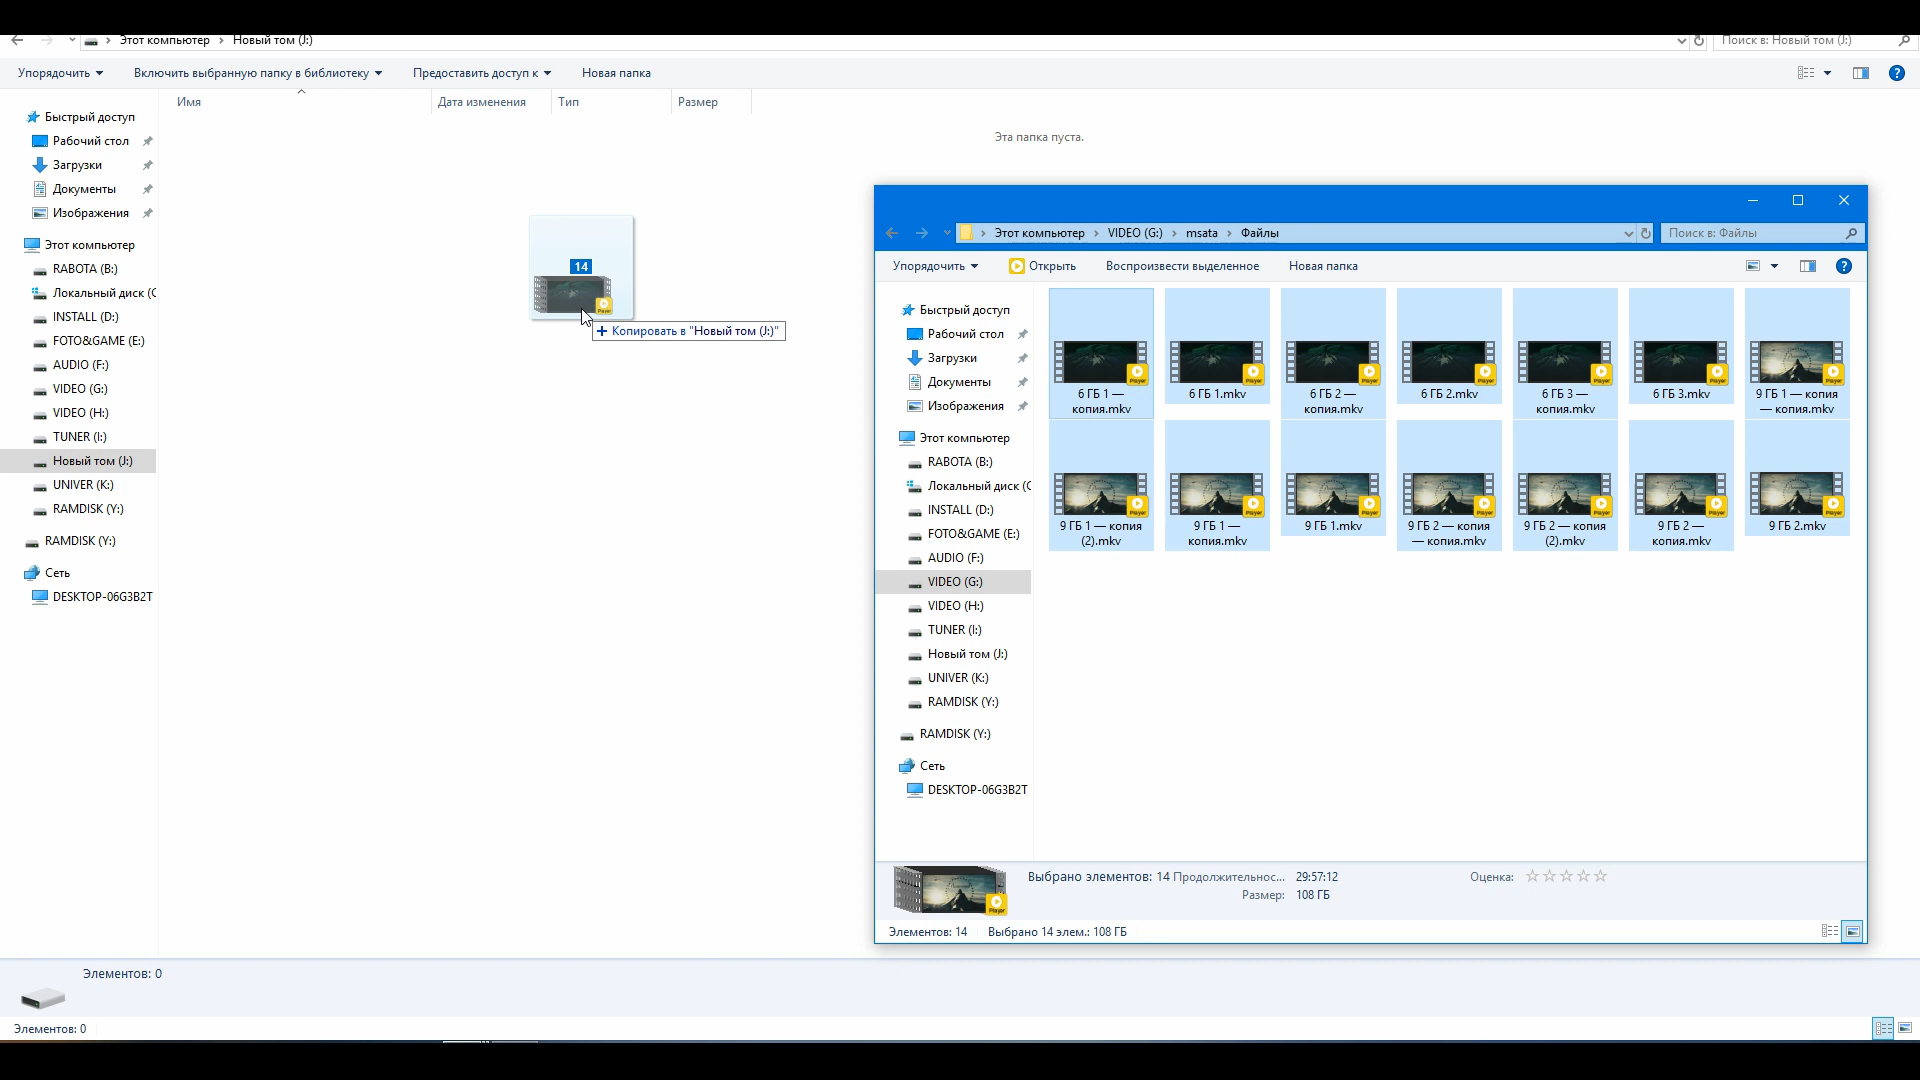 Этот компьютер › Новый том (J:)
Поиск в: Новый том (J:)
Упорядочить
Включить выбранную папку в библиотеку
Предоставить доступ к
Новая папка
Имя
Дата изменения
Тип
Размер
Эта папка пуста.
Быстрый доступ
Рабочий стол
Загрузки
Документы
Изображения
Этот компьютер
RABOTA (B:)
Локальный диск (C
INSTALL (D:)
FOTO&GAME (E:)
AUDIO (F:)
VIDEO (G:)
VIDEO (H:)
TUNER (I:)
Новый том (J:)
UNIVER (K:)
RAMDISK (Y:)
RAMDISK (Y:)
Сеть
DESKTOP-06G3B2T
14
Копировать в "Новый том (J:)"
Этот компьютер › VIDEO (G:) › msata › Файлы
Поиск в: Файлы
Упорядочить
Открыть
Воспроизвести выделенное
Новая папка
Быстрый доступ
Рабочий стол
Загрузки
Документы
Изображения
Этот компьютер
RABOTA (B:)
Локальный диск (C
INSTALL (D:)
FOTO&GAME (E:)
AUDIO (F:)
VIDEO (G:)
VIDEO (H:)
TUNER (I:)
Новый том (J:)
UNIVER (K:)
RAMDISK (Y:)
RAMDISK (Y:)
Сеть
DESKTOP-06G3B2T
6 ГБ 1 —
копия.mkv
6 ГБ 1.mkv
6 ГБ 2 —
копия.mkv
6 ГБ 2.mkv
6 ГБ 3 —
копия.mkv
6 ГБ 3.mkv
9 ГБ 1 — копия
— копия.mkv
9 ГБ 1 — копия
(2).mkv
9 ГБ 1 —
копия.mkv
9 ГБ 1.mkv
9 ГБ 2 — копия
— копия.mkv
9 ГБ 2 — копия
(2).mkv
9 ГБ 2 —
копия.mkv
9 ГБ 2.mkv
Выбрано элементов: 14
Продолжительнос... 29:57:12
Размер: 108 ГБ
Оценка:
Элементов: 14
Выбрано 14 элем.: 108 ГБ
Элементов: 0
Элементов: 0